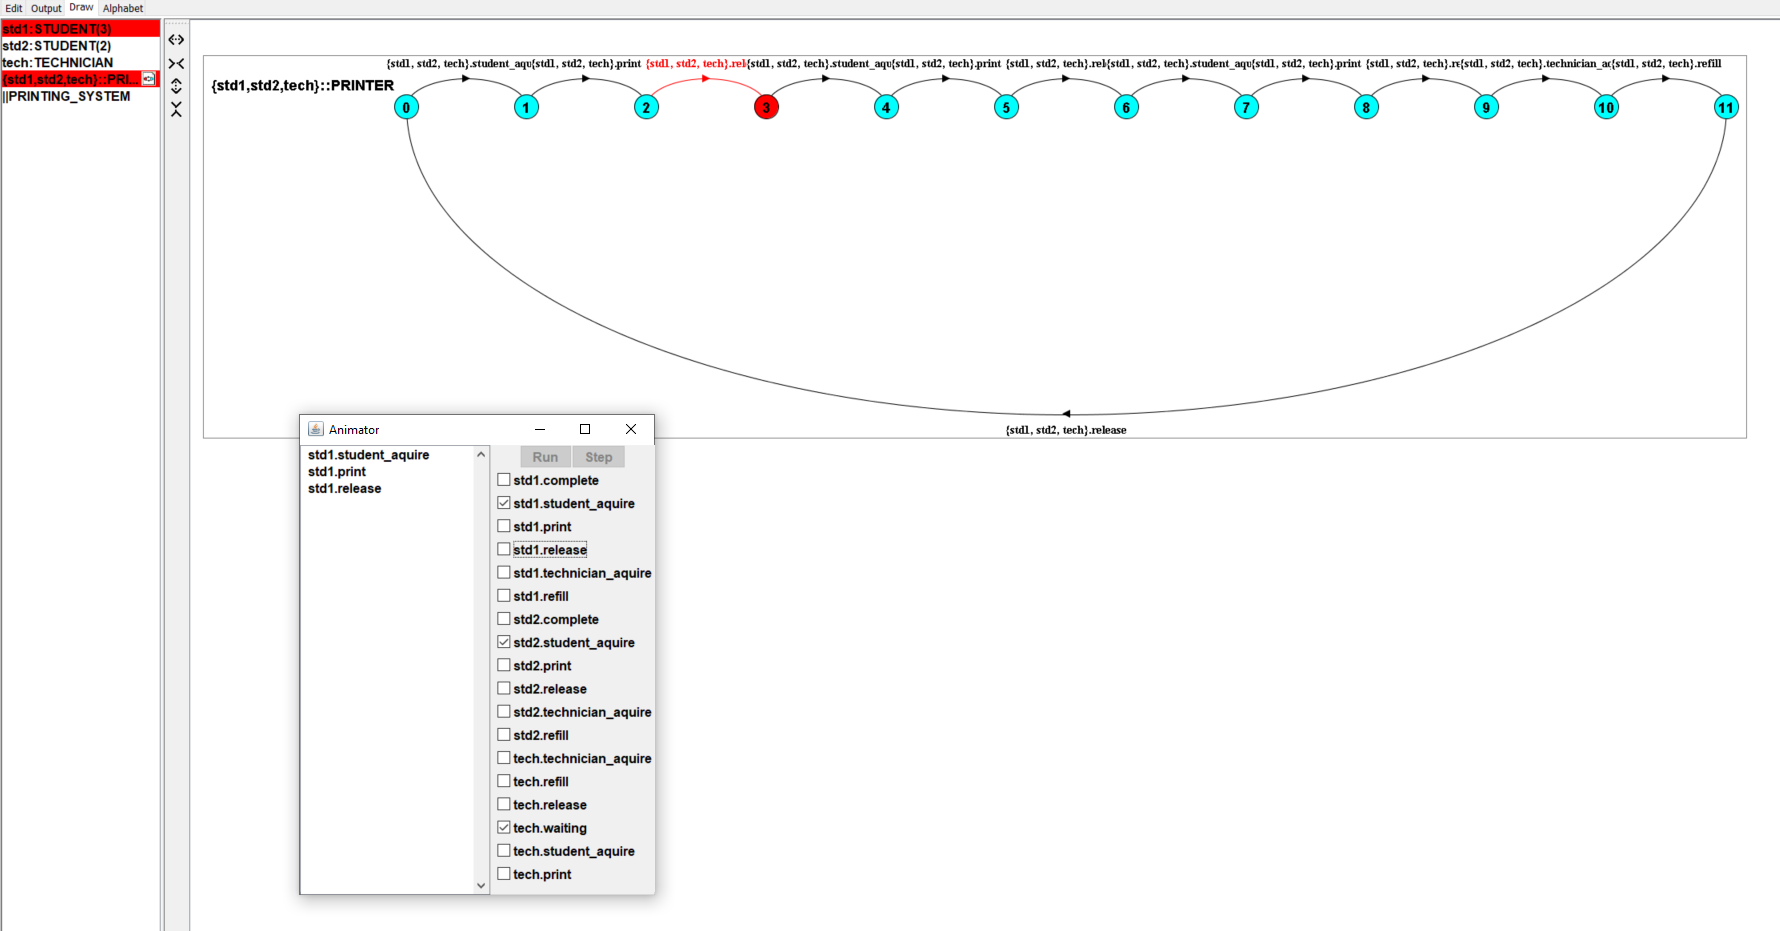 Edit Output Draw Alphabet
std1:STUDENT(3)
std2:STUDENT(2)
tech:TECHNICIAN
{std1,std2,tech}::PRI...
||PRINTING_SYSTEM
{std1, std2, tech}.student_aqu{std1, std2, tech}.print {std1, std2, tech}.rel{std1, std2, tech}.student_aqu{std1, std2, tech}.print {std1, std2, tech}.rel{std1, std2, tech}.student_aqu{std1, std2, tech}.print {std1, std2, tech}.re{std1, std2, tech}.technician_ac{std1, std2, tech}.refill
{std1,std2,tech}::PRINTER
0 1 2 3 4 5 6 7 8 9 10 11
{std1, std2, tech}.release
Animator
std1.student_aquire
std1.print
std1.release
Run Step
std1.complete
std1.student_aquire
std1.print
std1.release
std1.technician_aquire
std1.refill
std2.complete
std2.student_aquire
std2.print
std2.release
std2.technician_aquire
std2.refill
tech.technician_aquire
tech.refill
tech.release
tech.waiting
tech.student_aquire
tech.print